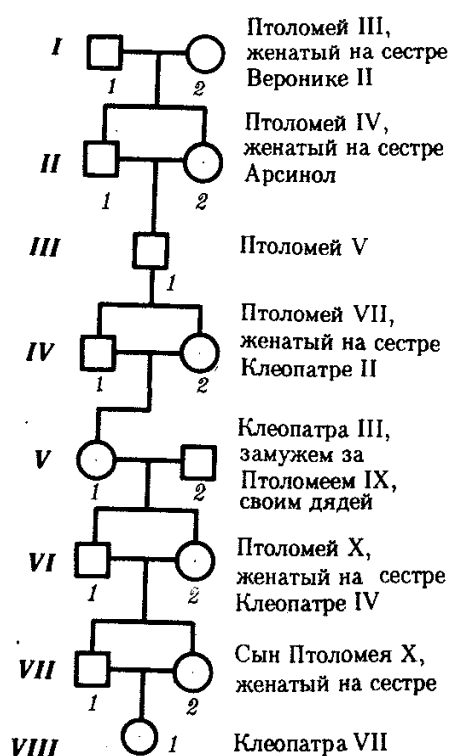 I
1
2
Птоломей III,
женатый на сестре
Веронике II
II
1
2
Птоломей IV,
женатый на сестре
Арсинол
III
1
Птоломей V
IV
1
2
Птоломей VII,
женатый на сестре
Клеопатре II
V
1
2
Клеопатра III,
замужем за
Птоломеем IX,
своим дядей
VI
1
2
Птоломей X,
женатый на сестре
Клеопатре IV
VII
1
2
Сын Птоломея X,
женатый на сестре
VIII
1
Клеопатра VII